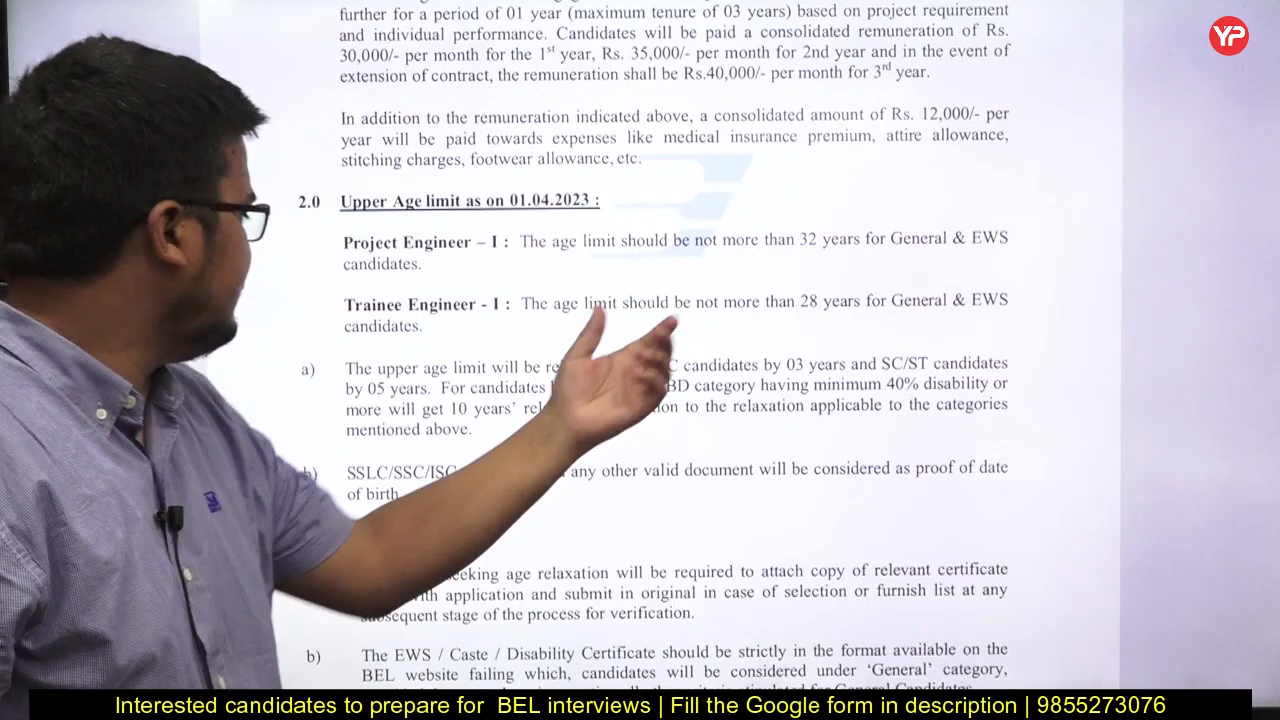 further for a period of 01 year (maximum tenure of 03 years) based on project requirement
YP
and individual performance. Candidates will be paid a consolidated remuneration of Rs.
30,000/- per month for the 1st year, Rs. 35,000/- per month for 2nd year and in the event of
extension of contract, the remuneration shall be Rs.40,000/- per month for 3rd year.
In addition to the remuneration indicated above, a consolidated amount of Rs. 12,000/- per
year will be paid towards expenses like medical insurance premium, attire allowance,
stitching charges, footwear allowance, etc.
2.0 Upper Age limit as on 01.04.2023 :
Project Engineer – I : The age limit should be not more than 32 years for General & EWS
candidates.
Trainee Engineer - I : The age limit should be not more than 28 years for General & EWS
candidates.
a) The upper age limit will be candidates by 03 years and SC/ST candidates
by 05 years. For candidates category having minimum 40% disability or
more will get 10 years' to the relaxation applicable to the categories
mentioned above.
SSLC/SSC/ISC any other valid document will be considered as proof of date
of birth
age relaxation will be required to attach copy of relevant certificate
application and submit in original in case of selection or furnish list at any
stage of the process for verification.
b) The EWS / Caste / Disability Certificate should be strictly in the format available on the
BEL website failing which, candidates will be considered under 'General' category,
Interested candidates to prepare for BEL interviews | Fill the Google form in description | 9855273076